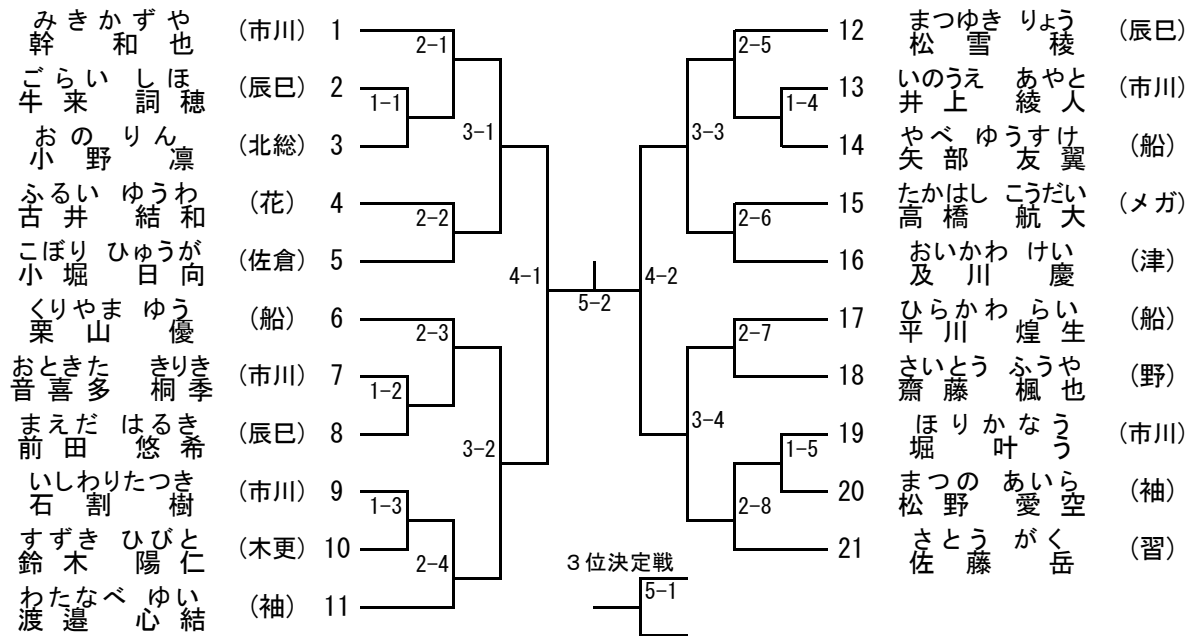 みきかずや
幹 和也 (市川) 1
ごらい しほ
牛来 詞穂 (辰巳) 2
おの りん
小野 凛 (北総) 3
ふるい ゆうわ
古井 結和 (花) 4
こぼり ひゅうが
小堀 日向 (佐倉) 5
くりやま ゆう
栗山 優 (船) 6
おときた きりき
音喜多 桐季 (市川) 7
まえだ はるき
前田 悠希 (辰巳) 8
いしわりたつき
石割 樹 (市川) 9
すずき ひびと
鈴木 陽仁 (木更) 10
わたなべ ゆい
渡邉 心結 (袖) 11
2-1
1-1
3-1
2-2
4-1
2-3
1-2
3-2
1-3
2-4
5-2
3位決定戦
5-1
2-5
1-4
3-3
2-6
4-2
2-7
3-4
1-5
2-8
まつゆき りょう
12 松雪 稜 (辰巳)
いのうえ あやと
13 井上 綾人 (市川)
やべ ゆうすけ
14 矢部 友翼 (船)
たかはし こうだい
15 高橋 航大 (メガ)
おいかわ けい
16 及川 慶 (津)
ひらかわ らい
17 平川 煌生 (船)
さいとう ふうや
18 齋藤 楓也 (野)
ほりかなう
19 堀 叶う (市川)
まつの あいら
20 松野 愛空 (袖)
さとう がく
21 佐藤 岳 (習)